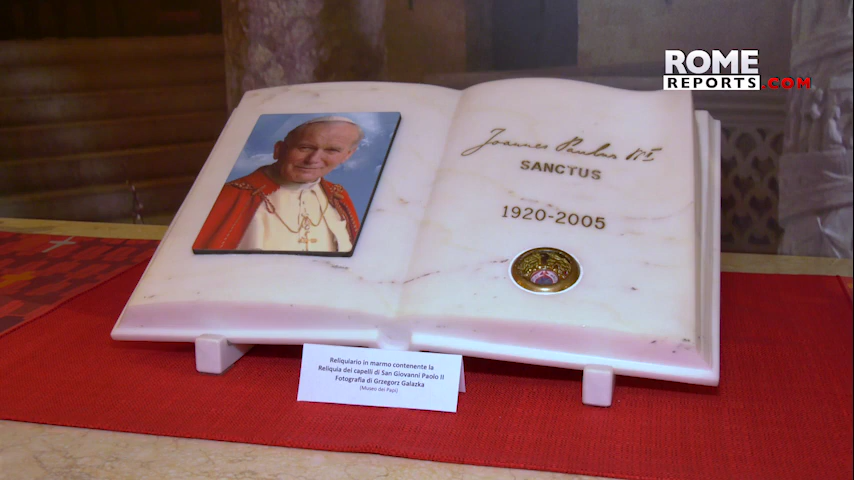 ROME
REPORTS.COM
Joannes Paulus II
SANCTUS
1920-2005
Reliquiario in marmo contenente la
Reliquia dei capelli di San Giovanni Paolo II
Fotografia di Grzegorz Galazka
(Museo dei Papi)